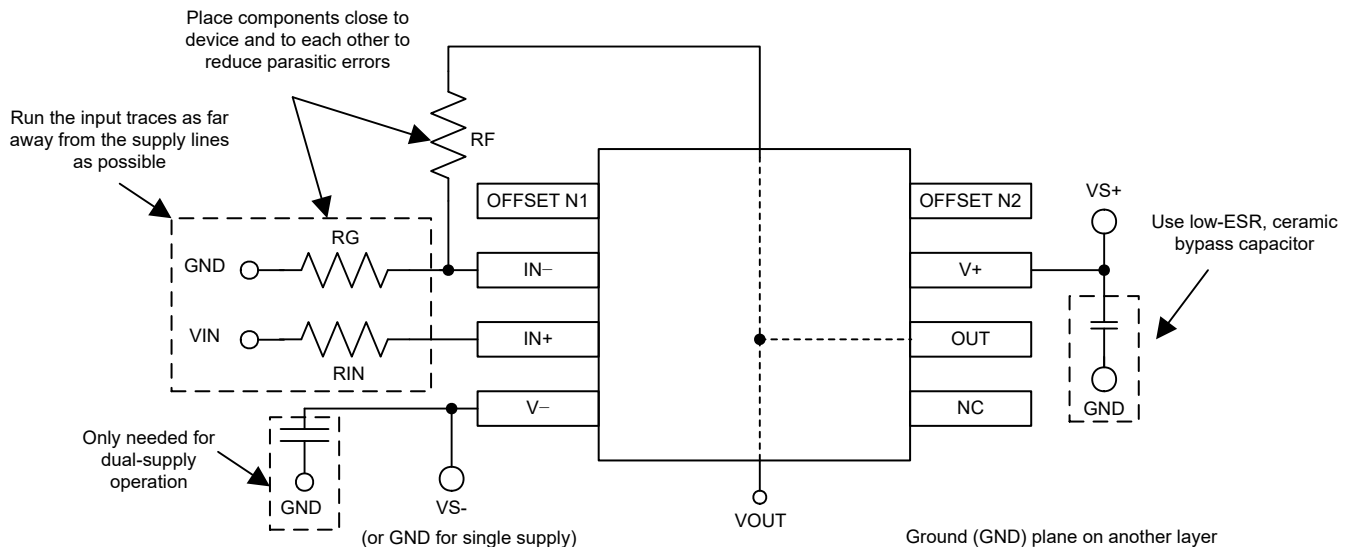 Place components close to
device and to each other to
reduce parasitic errors
Run the input traces as far
away from the supply lines
as possible
RF
OFFSET N1
OFFSET N2
VS+
Use low-ESR, ceramic
bypass capacitor
RG
GND
IN−
V+
VIN
IN+
OUT
RIN
V−
NC
GND
Only needed for
dual-supply
operation
GND
VS-
(or GND for single supply)
VOUT
Ground (GND) plane on another layer